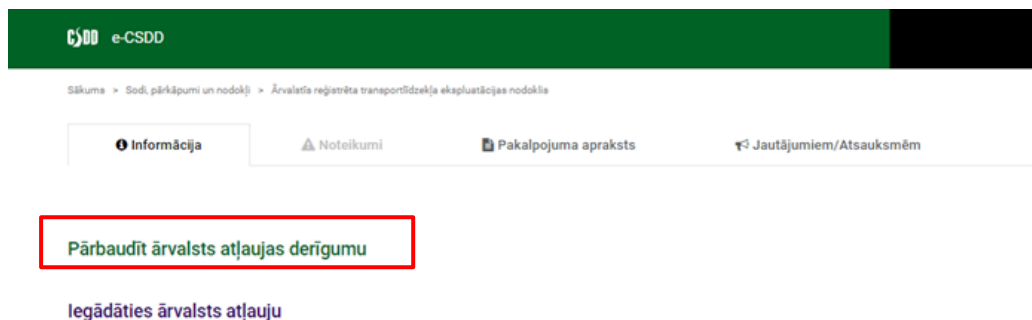 CSDD e-CSDD
Sākums > Sodi, pārkāpumi un nodokļi > Ārvalstīs reģistrēta transportlīdzekļa ekspluatācijas nodoklis
Informācija Noteikumi Pakalpojuma apraksts Jautājumiem/Atsauksmēm
Pārbaudīt ārvalsts atļaujas derīgumu
Iegādāties ārvalsts atļauju